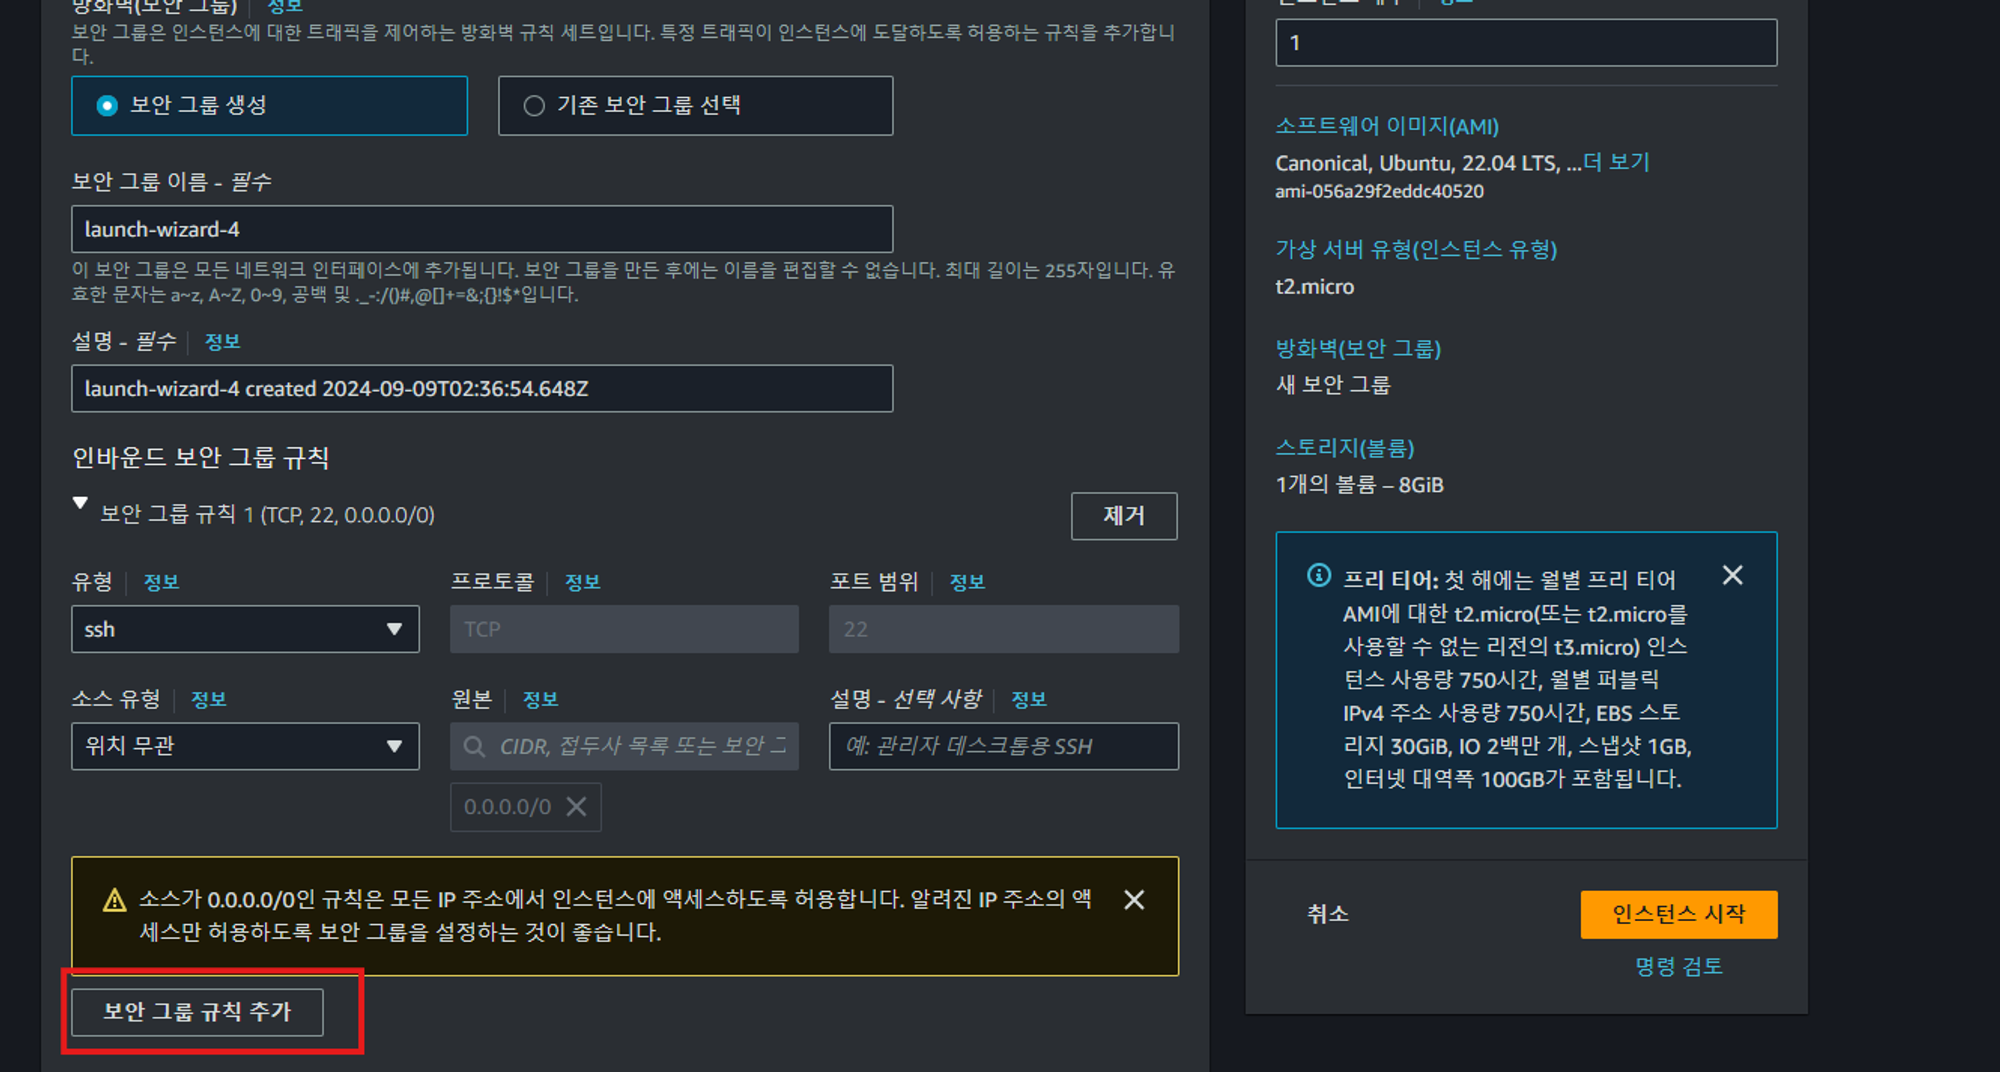 방화벽(보안 그룹) 정보
보안 그룹은 인스턴스에 대한 트래픽을 제어하는 방화벽 규칙 세트입니다. 특정 트래픽이 인스턴스에 도달하도록 허용하는 규칙을 추가합니
다.
보안 그룹 생성
기존 보안 그룹 선택
보안 그룹 이름 - 필수
launch-wizard-4
이 보안 그룹은 모든 네트워크 인터페이스에 추가됩니다. 보안 그룹을 만든 후에는 이름을 편집할 수 없습니다. 최대 길이는 255자입니다. 유
효한 문자는 a~z, A~Z, 0~9, 공백 및 ._-:/()#,@[]+=&;{}!$*입니다.
설명 - 필수 정보
launch-wizard-4 created 2024-09-09T02:36:54.648Z
인바운드 보안 그룹 규칙
보안 그룹 규칙 1 (TCP, 22, 0.0.0.0/0)
제거
유형 정보
프로토콜 정보
포트 범위 정보
ssh
TCP
22
소스 유형 정보
원본 정보
설명 - 선택 사항 정보
위치 무관
CIDR, 접두사 목록 또는 보안
예: 관리자 데스크톱용 SSH
0.0.0.0/0
소스가 0.0.0.0/0인 규칙은 모든 IP 주소에서 인스턴스에 액세스하도록 허용합니다. 알려진 IP 주소의 액
세스만 허용하도록 보안 그룹을 설정하는 것이 좋습니다.
보안 그룹 규칙 추가
1
소프트웨어 이미지(AMI)
Canonical, Ubuntu, 22.04 LTS, ...더 보기
ami-056a29f2eddc40520
가상 서버 유형(인스턴스 유형)
t2.micro
방화벽(보안 그룹)
새 보안 그룹
스토리지(볼륨)
1개의 볼륨 – 8GiB
프리 티어: 첫 해에는 월별 프리 티어
AMI에 대한 t2.micro(또는 t2.micro를
사용할 수 없는 리전의 t3.micro) 인스
턴스 사용량 750시간, 월별 퍼블릭
IPv4 주소 사용량 750시간, EBS 스토
리지 30GiB, IO 2백만 개, 스냅샷 1GB,
인터넷 대역폭 100GB가 포함됩니다.
취소
인스턴스 시작
명령 검토